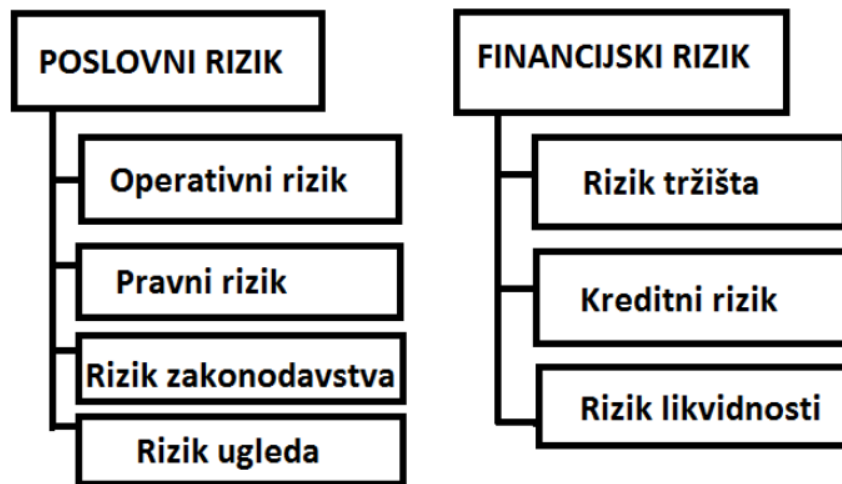 POSLOVNI RIZIK
Operativni rizik
Pravni rizik
Rizik zakonodavstva
Rizik ugleda
FINANCIJSKI RIZIK
Rizik tržišta
Kreditni rizik
Rizik likvidnosti